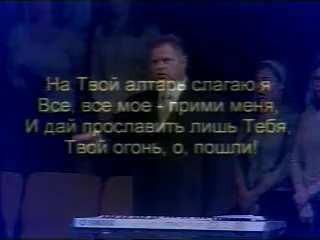 На Твой алтарь слагаю я
Все, все мое - прими меня,
И дай прославить лишь Тебя,
Твой огонь, о, пошли!